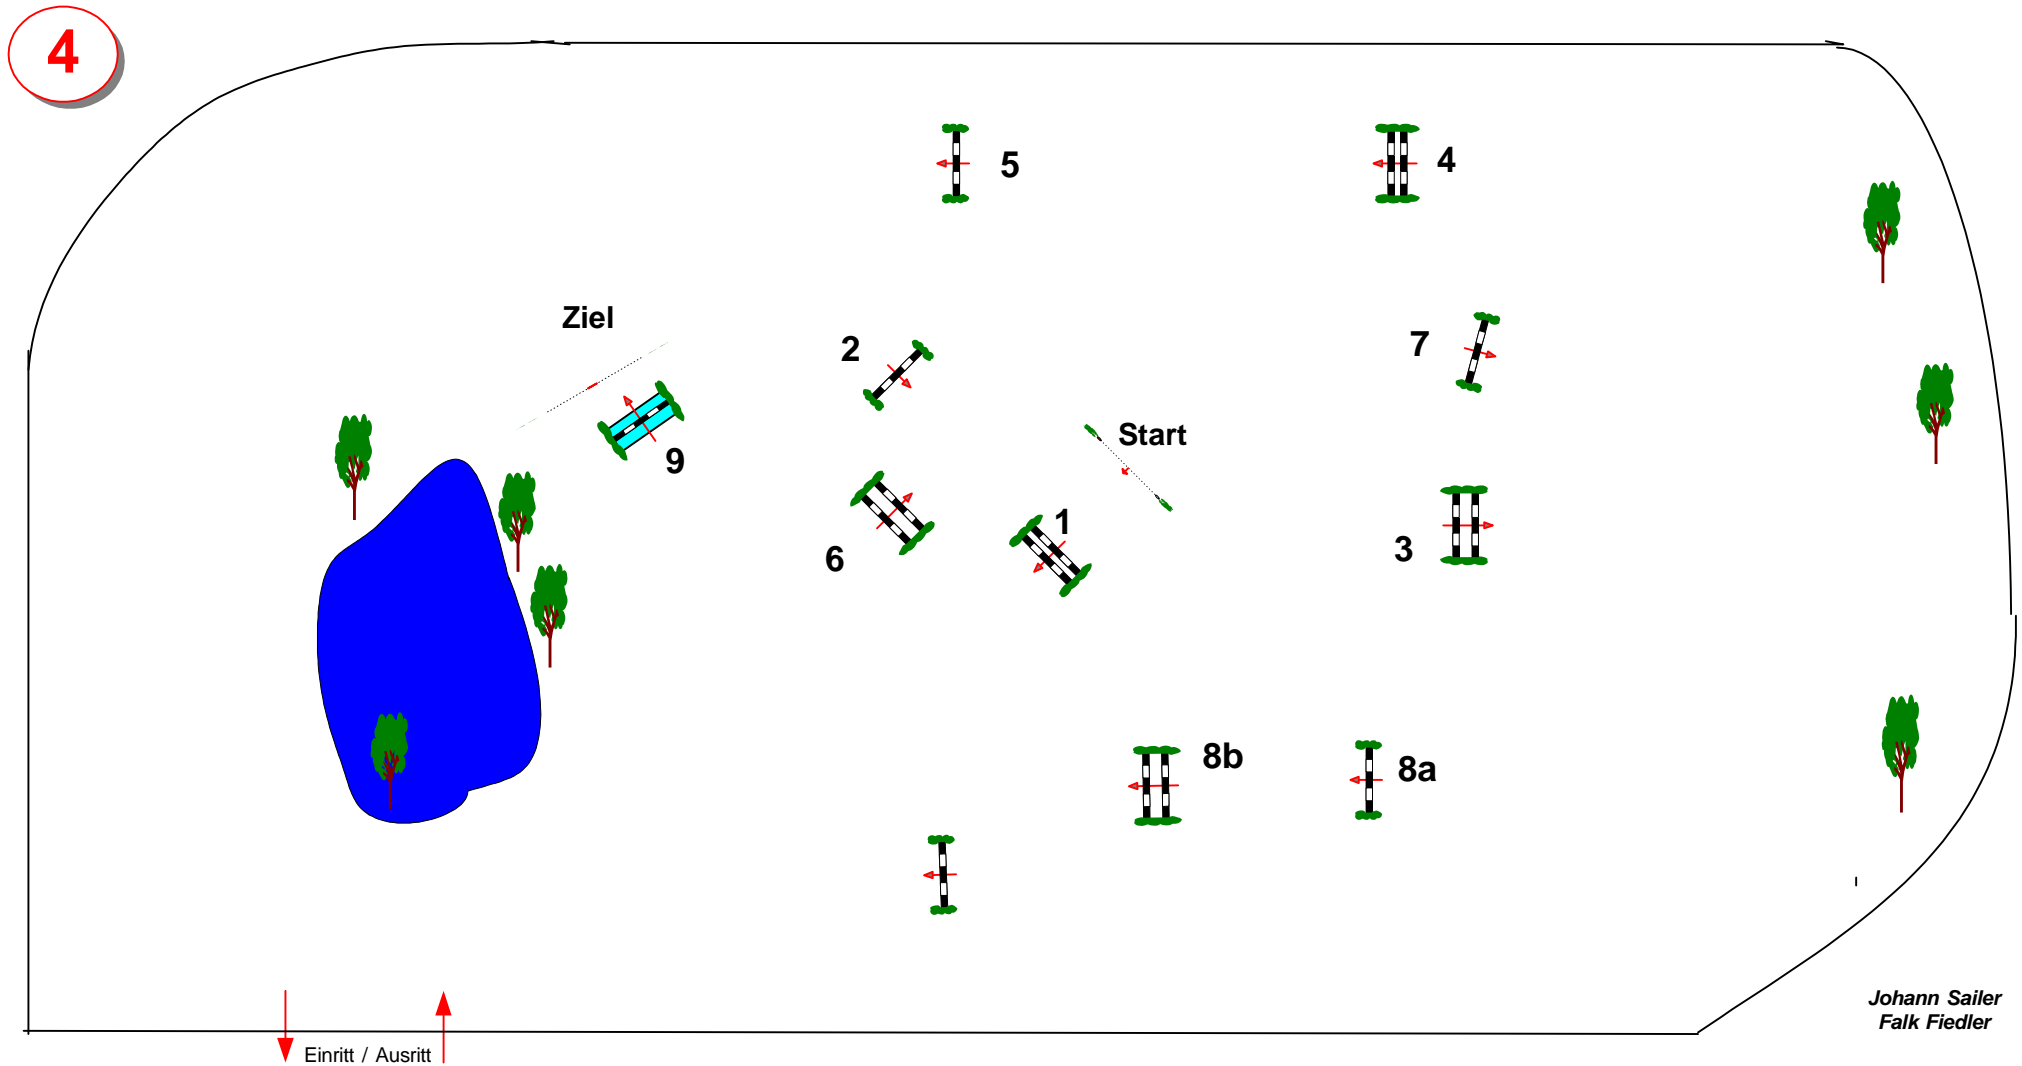 4
5
4
Ziel
2
7
Start
9
1
6
3
8b
8a
Johann Sailer
Falk Fiedler
Einritt / Ausritt